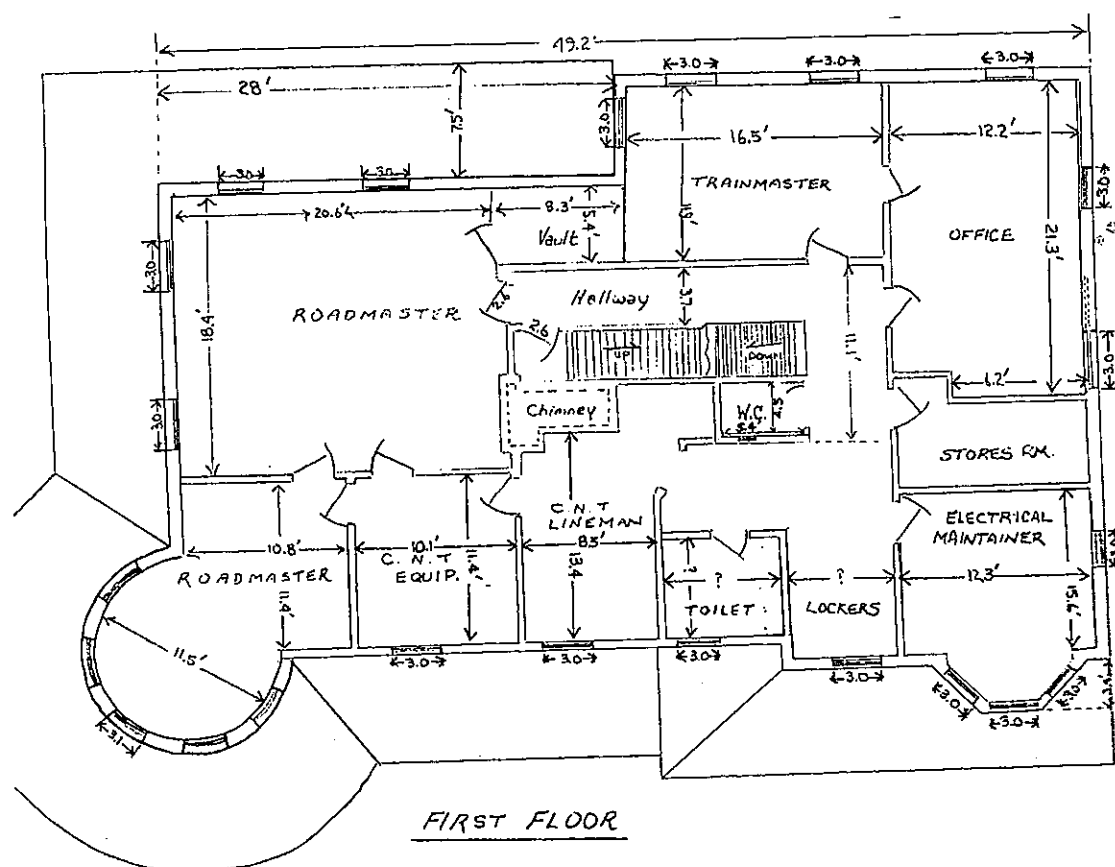 49.2'
28'
7.5'
3.0
3.0
3.0
3.0
16.5'
12.2'
3.0
3.0
TRAINMASTER
3.0
20.6'
8.3'
5.4'
Vault
OFFICE
21.3'
3.0
18.4'
ROADMASTER
2.6'
Hallway
3.7
2.6
UP
DOWN
11.1'
3.0
6.2'
3.0
Chimney
W.C.
4.5
5.4'
STORES RM.
C.N.T
LINEMAN
ELECTRICAL
MAINTAINER
10.8'
10.1'
8.5'
ROADMASTER
C.N.T
EQUIP.
11.4'
11.4'
13.4
?
?
?
12.3'
15.6'
TOILET
LOCKERS
11.5'
3.1
3.0
3.0
3.0
3.0
3.0
3.0
3.0
FIRST FLOOR